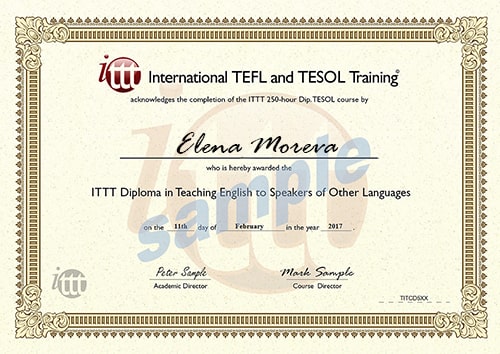 ittt International TEFL and TESOL Training®
acknowledges the completion of the ITTT 250-hour Dip.TESOL course by
Elena Moreva
who is hereby awarded the
ITTT Diploma in Teaching English to Speakers of Other Languages
on the 11th day of February in the year 2017 .
sample
Peter Sample Mark Sample
Academic Director Course Director
ittt
TITCD5XX